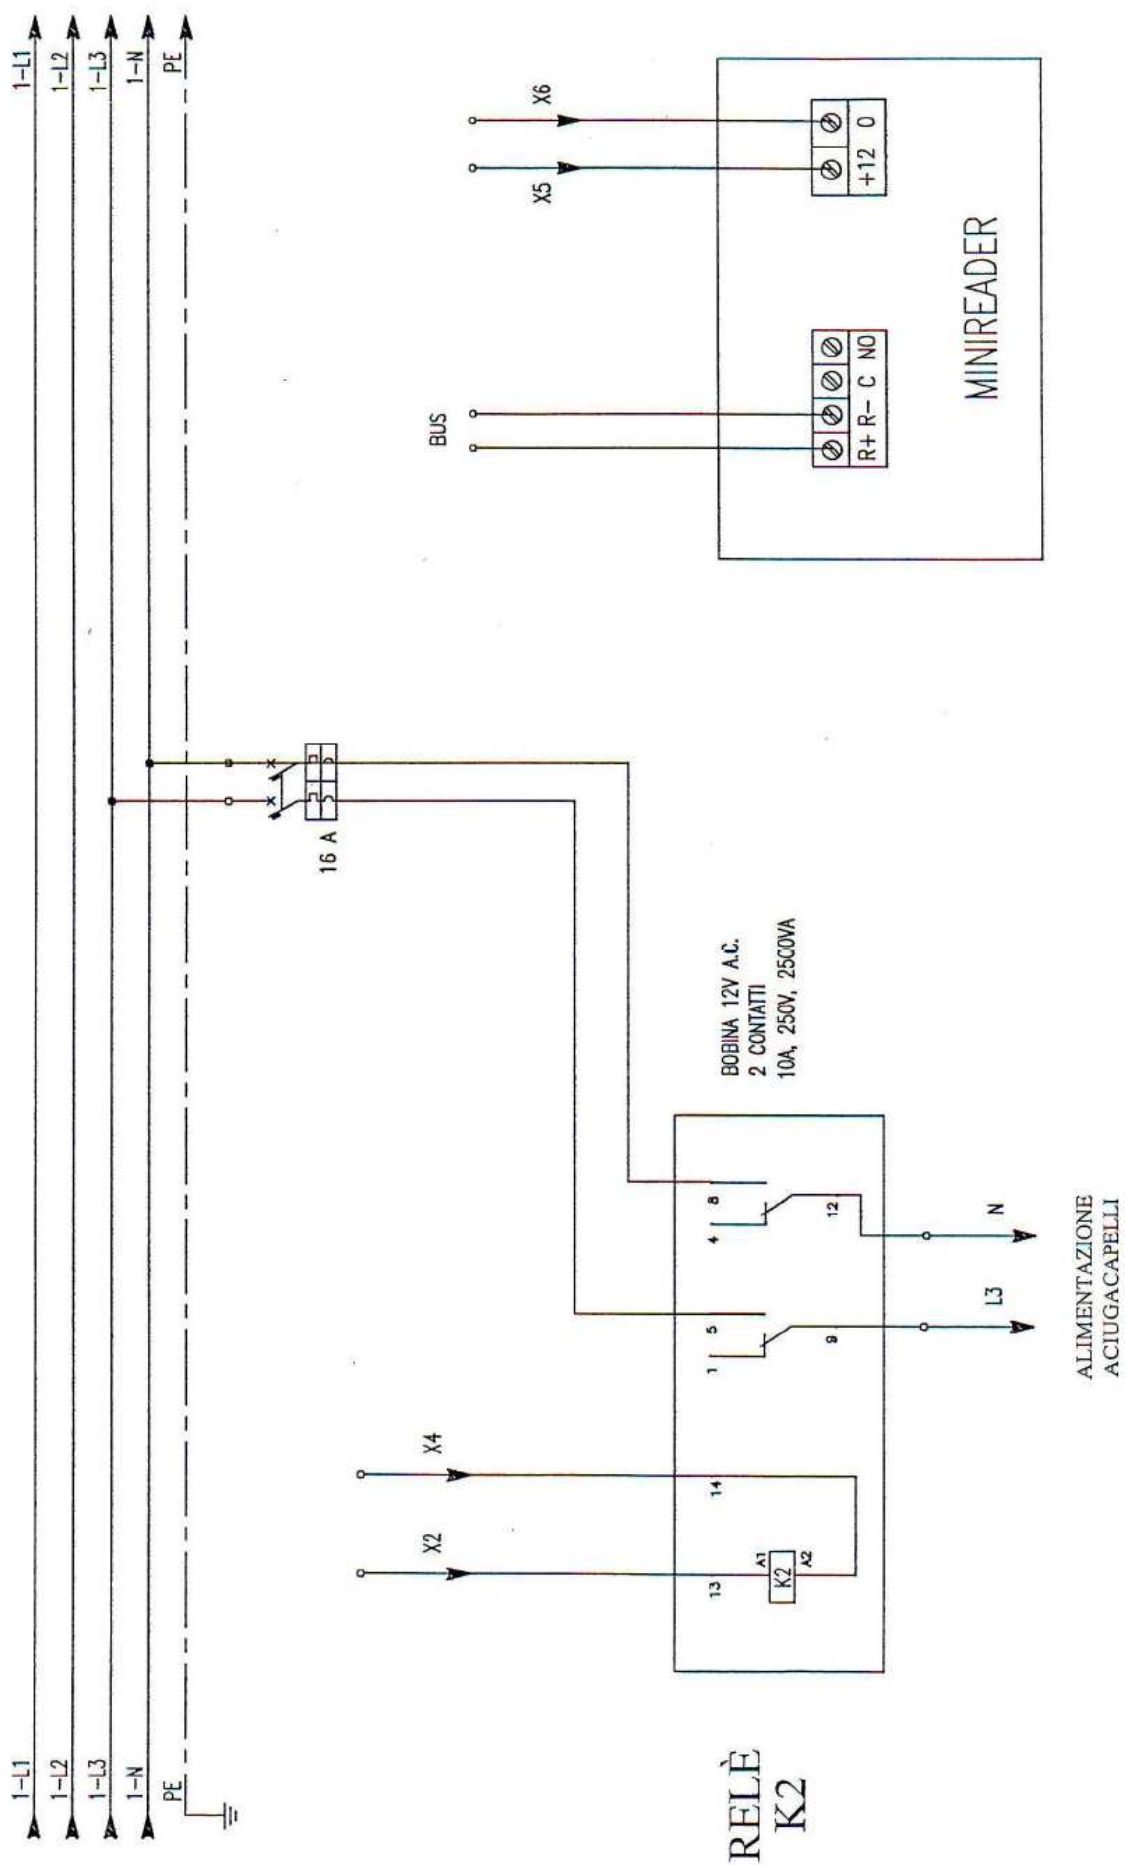 1-L1
1-L2
1-L3
1-N
PE
1-L1
1-L2
1-L3
1-N
PE
16 A
X2
X4
BUS
X5
X6
RELÈ
K2
13
14
A1
K2
A2
1
5
9
4
8
12
BOBINA 12V A.C.
2 CONTATTI
10A, 250V, 2500VA
L3
N
ALIMENTAZIONE
ACIUGACAPELLI
R+ R- C NO
+12 0
MINIREADER